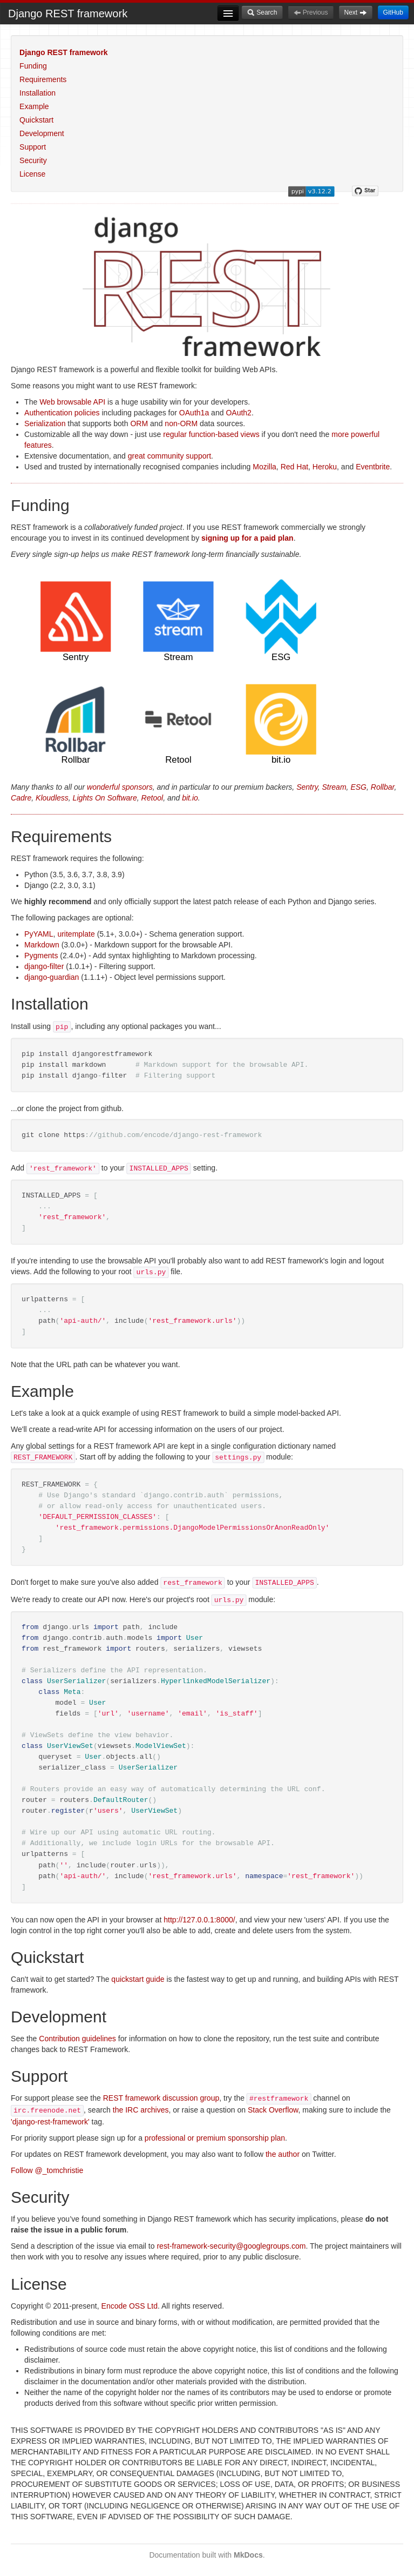 Django REST framework
Search
Previous
Next
GitHub
Django REST framework
Funding
Requirements
Installation
Example
Quickstart
Development
Support
Security
License
pypi v3.12.2
Star
django
REST
framework
Django REST framework is a powerful and flexible toolkit for building Web APIs.
Some reasons you might want to use REST framework:
The Web browsable API is a huge usability win for your developers.
Authentication policies including packages for OAuth1a and OAuth2.
Serialization that supports both ORM and non-ORM data sources.
Customizable all the way down - just use regular function-based views if you don't need the more powerful
features.
Extensive documentation, and great community support.
Used and trusted by internationally recognised companies including Mozilla, Red Hat, Heroku, and Eventbrite.
Funding
REST framework is a collaboratively funded project. If you use REST framework commercially we strongly
encourage you to invest in its continued development by signing up for a paid plan.
Every single sign-up helps us make REST framework long-term financially sustainable.
stream
Sentry
Stream
ESG
Rollbar
Retool
Rollbar
Retool
bit.io
Many thanks to all our wonderful sponsors, and in particular to our premium backers, Sentry, Stream, ESG, Rollbar,
Cadre, Kloudless, Lights On Software, Retool, and bit.io.
Requirements
REST framework requires the following:
Python (3.5, 3.6, 3.7, 3.8, 3.9)
Django (2.2, 3.0, 3.1)
We highly recommend and only officially support the latest patch release of each Python and Django series.
The following packages are optional:
PyYAML, uritemplate (5.1+, 3.0.0+) - Schema generation support.
Markdown (3.0.0+) - Markdown support for the browsable API.
Pygments (2.4.0+) - Add syntax highlighting to Markdown processing.
django-filter (1.0.1+) - Filtering support.
django-guardian (1.1.1+) - Object level permissions support.
Installation
Install using pip, including any optional packages you want...
pip install djangorestframework
pip install markdown       # Markdown support for the browsable API.
pip install django-filter  # Filtering support
...or clone the project from github.
git clone https://github.com/encode/django-rest-framework
Add 'rest_framework' to your INSTALLED_APPS setting.
INSTALLED_APPS = [
    ...
    'rest_framework',
]
If you're intending to use the browsable API you'll probably also want to add REST framework's login and logout
views. Add the following to your root urls.py file.
urlpatterns = [
    ...
    path('api-auth/', include('rest_framework.urls'))
]
Note that the URL path can be whatever you want.
Example
Let's take a look at a quick example of using REST framework to build a simple model-backed API.
We'll create a read-write API for accessing information on the users of our project.
Any global settings for a REST framework API are kept in a single configuration dictionary named
REST_FRAMEWORK. Start off by adding the following to your settings.py module:
REST_FRAMEWORK = {
    # Use Django's standard `django.contrib.auth` permissions,
    # or allow read-only access for unauthenticated users.
    'DEFAULT_PERMISSION_CLASSES': [
        'rest_framework.permissions.DjangoModelPermissionsOrAnonReadOnly'
    ]
}
Don't forget to make sure you've also added rest_framework to your INSTALLED_APPS.
We're ready to create our API now. Here's our project's root urls.py module:
from django.urls import path, include
from django.contrib.auth.models import User
from rest_framework import routers, serializers, viewsets
# Serializers define the API representation.
class UserSerializer(serializers.HyperlinkedModelSerializer):
    class Meta:
        model = User
        fields = ['url', 'username', 'email', 'is_staff']
# ViewSets define the view behavior.
class UserViewSet(viewsets.ModelViewSet):
    queryset = User.objects.all()
    serializer_class = UserSerializer
# Routers provide an easy way of automatically determining the URL conf.
router = routers.DefaultRouter()
router.register(r'users', UserViewSet)
# Wire up our API using automatic URL routing.
# Additionally, we include login URLs for the browsable API.
urlpatterns = [
    path('', include(router.urls)),
    path('api-auth/', include('rest_framework.urls', namespace='rest_framework'))
]
You can now open the API in your browser at http://127.0.0.1:8000/, and view your new 'users' API. If you use the
login control in the top right corner you'll also be able to add, create and delete users from the system.
Quickstart
Can't wait to get started? The quickstart guide is the fastest way to get up and running, and building APIs with REST
framework.
Development
See the Contribution guidelines for information on how to clone the repository, run the test suite and contribute
changes back to REST Framework.
Support
For support please see the REST framework discussion group, try the #restframework channel on
irc.freenode.net, search the IRC archives, or raise a question on Stack Overflow, making sure to include the
'django-rest-framework' tag.
For priority support please sign up for a professional or premium sponsorship plan.
For updates on REST framework development, you may also want to follow the author on Twitter.
Follow @_tomchristie
Security
If you believe you've found something in Django REST framework which has security implications, please do not
raise the issue in a public forum.
Send a description of the issue via email to rest-framework-security@googlegroups.com. The project maintainers will
then work with you to resolve any issues where required, prior to any public disclosure.
License
Copyright © 2011-present, Encode OSS Ltd. All rights reserved.
Redistribution and use in source and binary forms, with or without modification, are permitted provided that the
following conditions are met:
Redistributions of source code must retain the above copyright notice, this list of conditions and the following
disclaimer.
Redistributions in binary form must reproduce the above copyright notice, this list of conditions and the following
disclaimer in the documentation and/or other materials provided with the distribution.
Neither the name of the copyright holder nor the names of its contributors may be used to endorse or promote
products derived from this software without specific prior written permission.
THIS SOFTWARE IS PROVIDED BY THE COPYRIGHT HOLDERS AND CONTRIBUTORS "AS IS" AND ANY
EXPRESS OR IMPLIED WARRANTIES, INCLUDING, BUT NOT LIMITED TO, THE IMPLIED WARRANTIES OF
MERCHANTABILITY AND FITNESS FOR A PARTICULAR PURPOSE ARE DISCLAIMED. IN NO EVENT SHALL
THE COPYRIGHT HOLDER OR CONTRIBUTORS BE LIABLE FOR ANY DIRECT, INDIRECT, INCIDENTAL,
SPECIAL, EXEMPLARY, OR CONSEQUENTIAL DAMAGES (INCLUDING, BUT NOT LIMITED TO,
PROCUREMENT OF SUBSTITUTE GOODS OR SERVICES; LOSS OF USE, DATA, OR PROFITS; OR BUSINESS
INTERRUPTION) HOWEVER CAUSED AND ON ANY THEORY OF LIABILITY, WHETHER IN CONTRACT, STRICT
LIABILITY, OR TORT (INCLUDING NEGLIGENCE OR OTHERWISE) ARISING IN ANY WAY OUT OF THE USE OF
THIS SOFTWARE, EVEN IF ADVISED OF THE POSSIBILITY OF SUCH DAMAGE.
Documentation built with MkDocs.